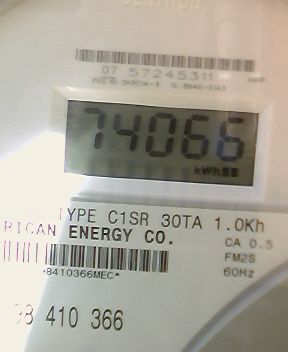 CENTRON
07 57245311
74066
kWh
TYPE C1SR 30TA 1.0Kh
RICAN ENERGY CO.
CA 0.5
FM2S
*8410366MEC*
60Hz
410 366